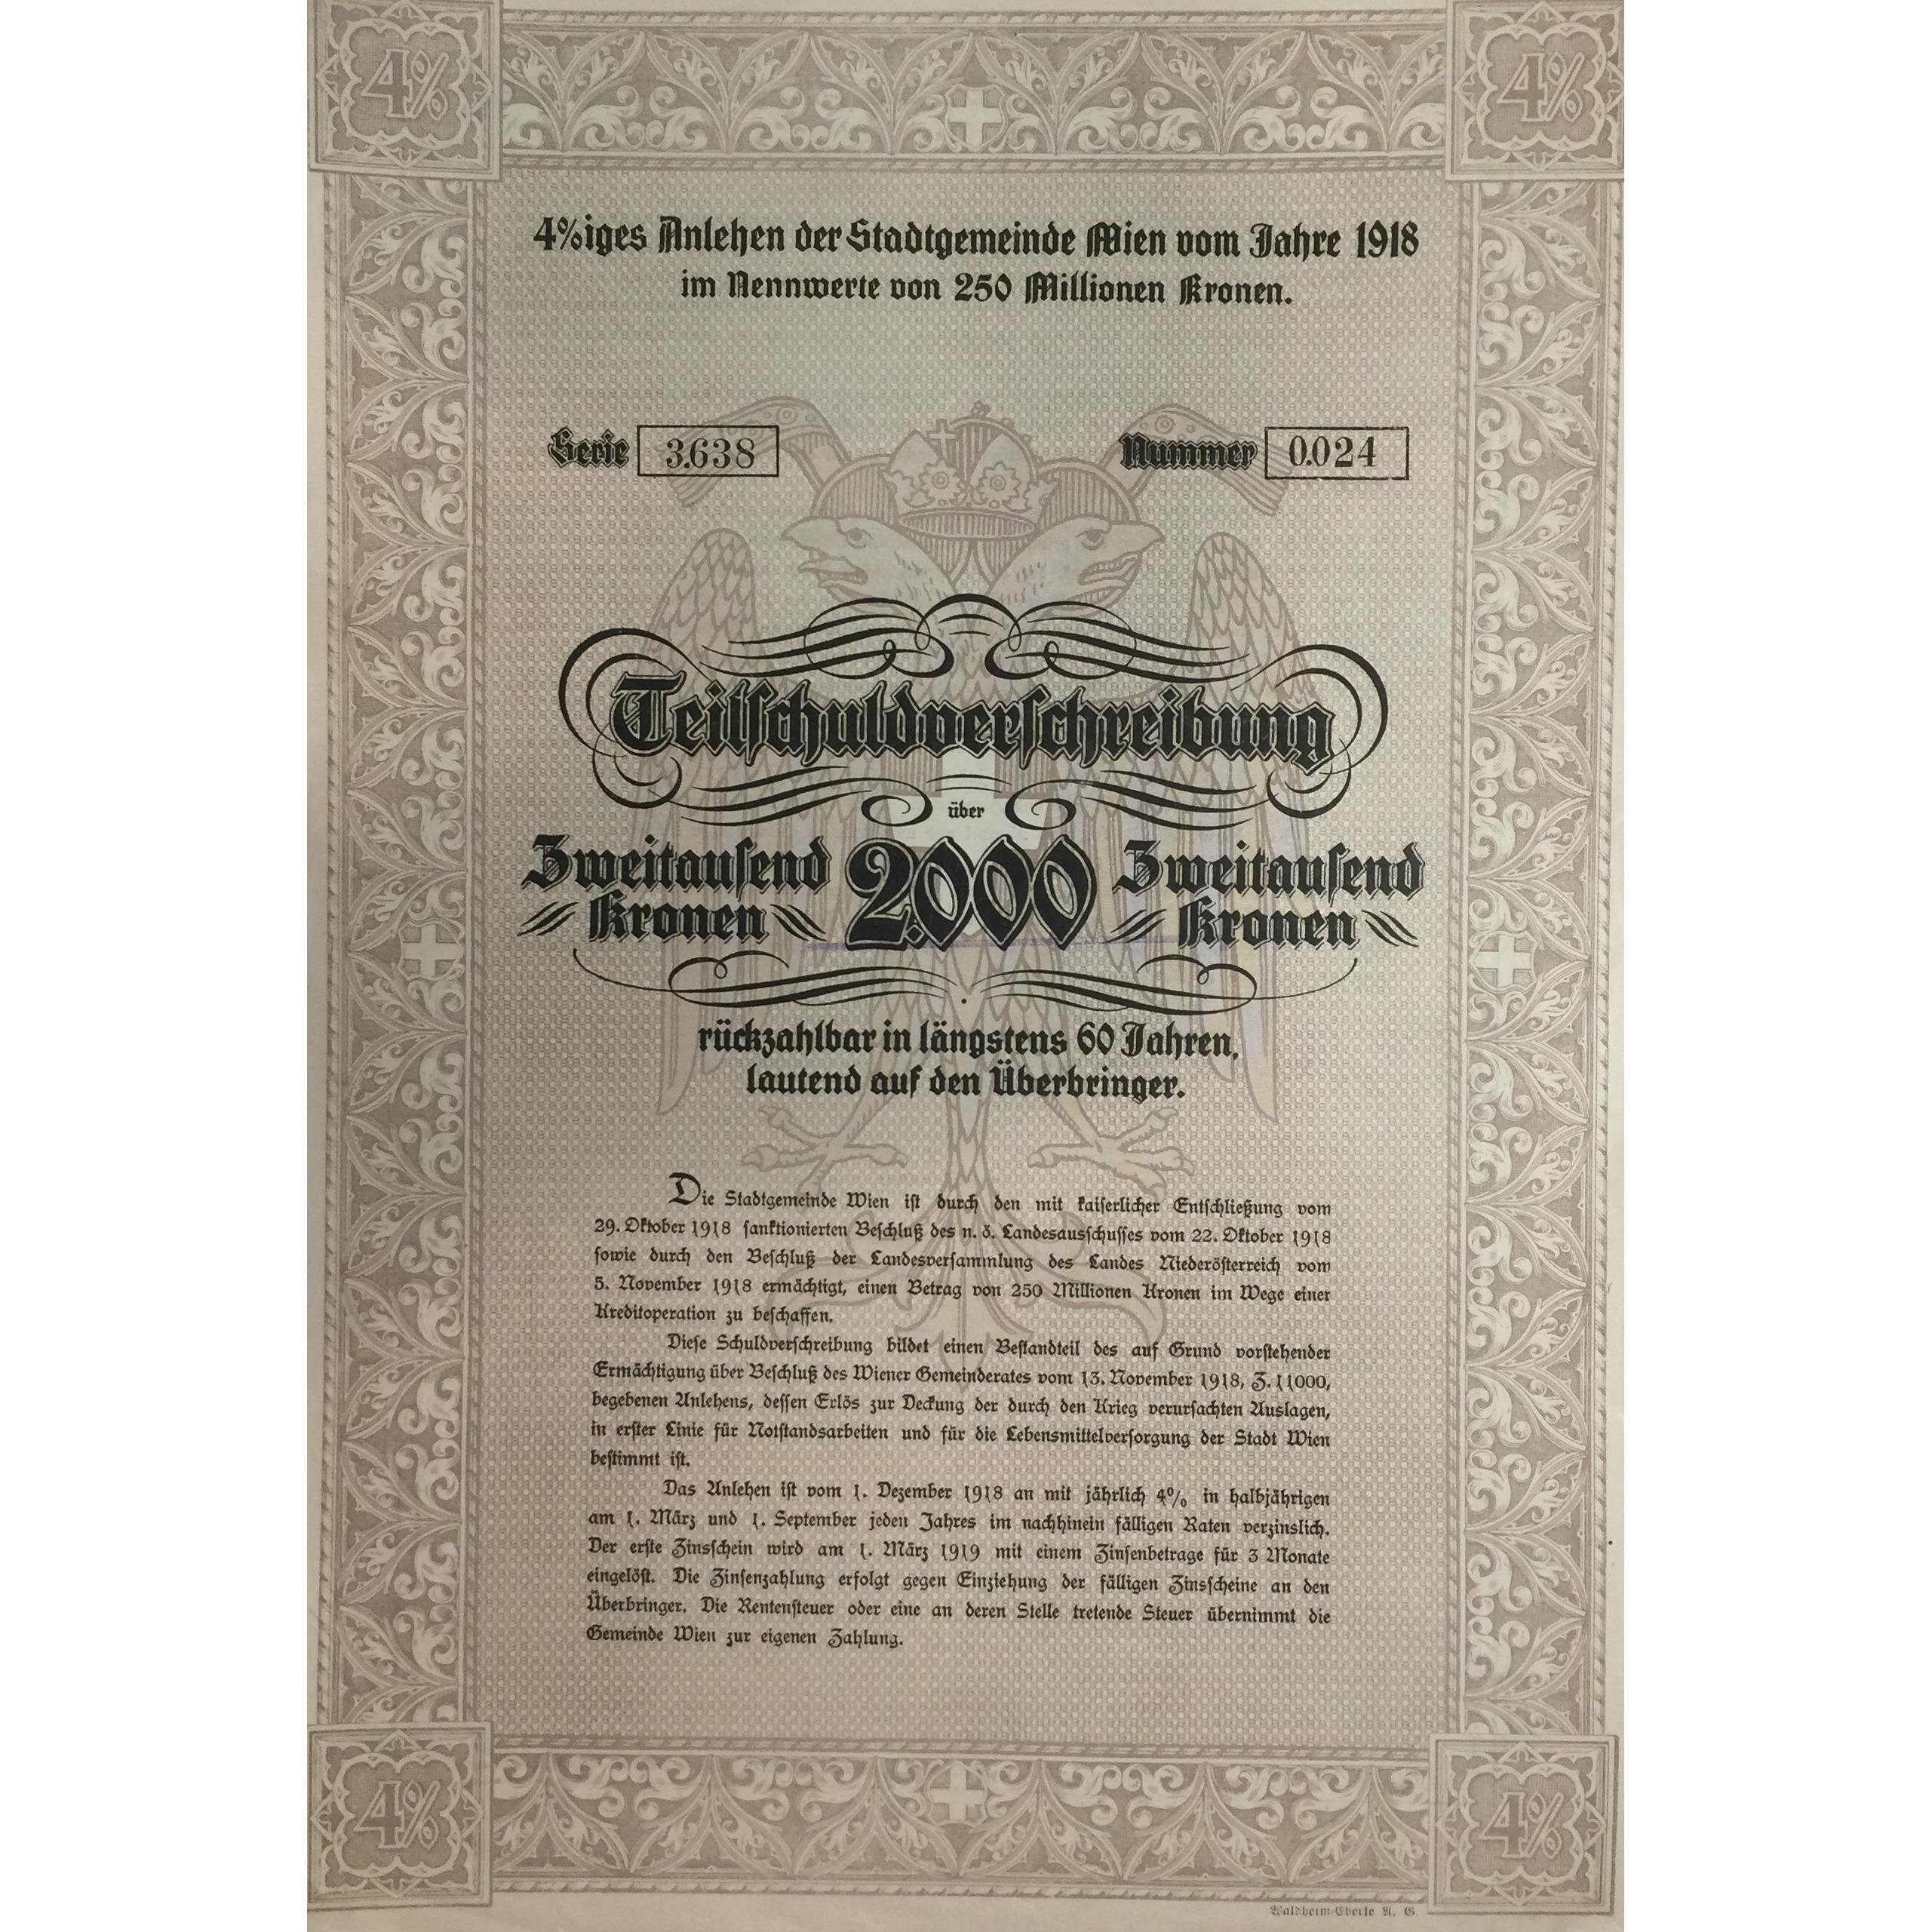 4%
4%
4%iges Anlehen der Stadtgemeinde Wien vom Jahre 1918
im Nennwerte von 250 Millionen Kronen.
Serie 3.638 Nummer 0.024
Teilschuldverschreibung
über
Zweitausend 2.000 Zweitausend
Kronen Kronen
rückzahlbar in längstens 60 Jahren,
lautend auf den Überbringer.
Die Stadtgemeinde Wien ist durch den mit kaiserlicher Entschließung vom
29. Oktober 1918 sanktionierten Beschluß des n. ö. Landesausschusses vom 22. Oktober 1918
sowie durch den Beschluß der Landesversammlung des Landes Niederösterreich vom
5. November 1918 ermächtigt, einen Betrag von 250 Millionen Kronen im Wege einer
Kreditoperation zu beschaffen.
Diese Schuldverschreibung bildet einen Bestandteil des auf Grund vorstehender
Ermächtigung über Beschluß des Wiener Gemeinderates vom 13. November 1918, Z. 11000,
begebenen Anlehens, dessen Erlös zur Deckung der durch den Krieg verursachten Auslagen,
in erster Linie für Notstandsarbeiten und für die Lebensmittelversorgung der Stadt Wien
bestimmt ist.
Das Anlehen ist vom 1. Dezember 1918 an mit jährlich 4% in halbjährigen
am 1. März und 1. September jeden Jahres im nachhinein fälligen Raten verzinslich.
Der erste Zinsschein wird am 1. März 1919 mit einem Zinsenbetrage für 3 Monate
eingelöst. Die Zinsenzahlung erfolgt gegen Einziehung der fälligen Zinsscheine an den
Überbringer. Die Rentensteuer oder eine an deren Stelle tretende Steuer übernimmt die
Gemeinde Wien zur eigenen Zahlung.
4%
4%
Waldheim-Eberle A. G.